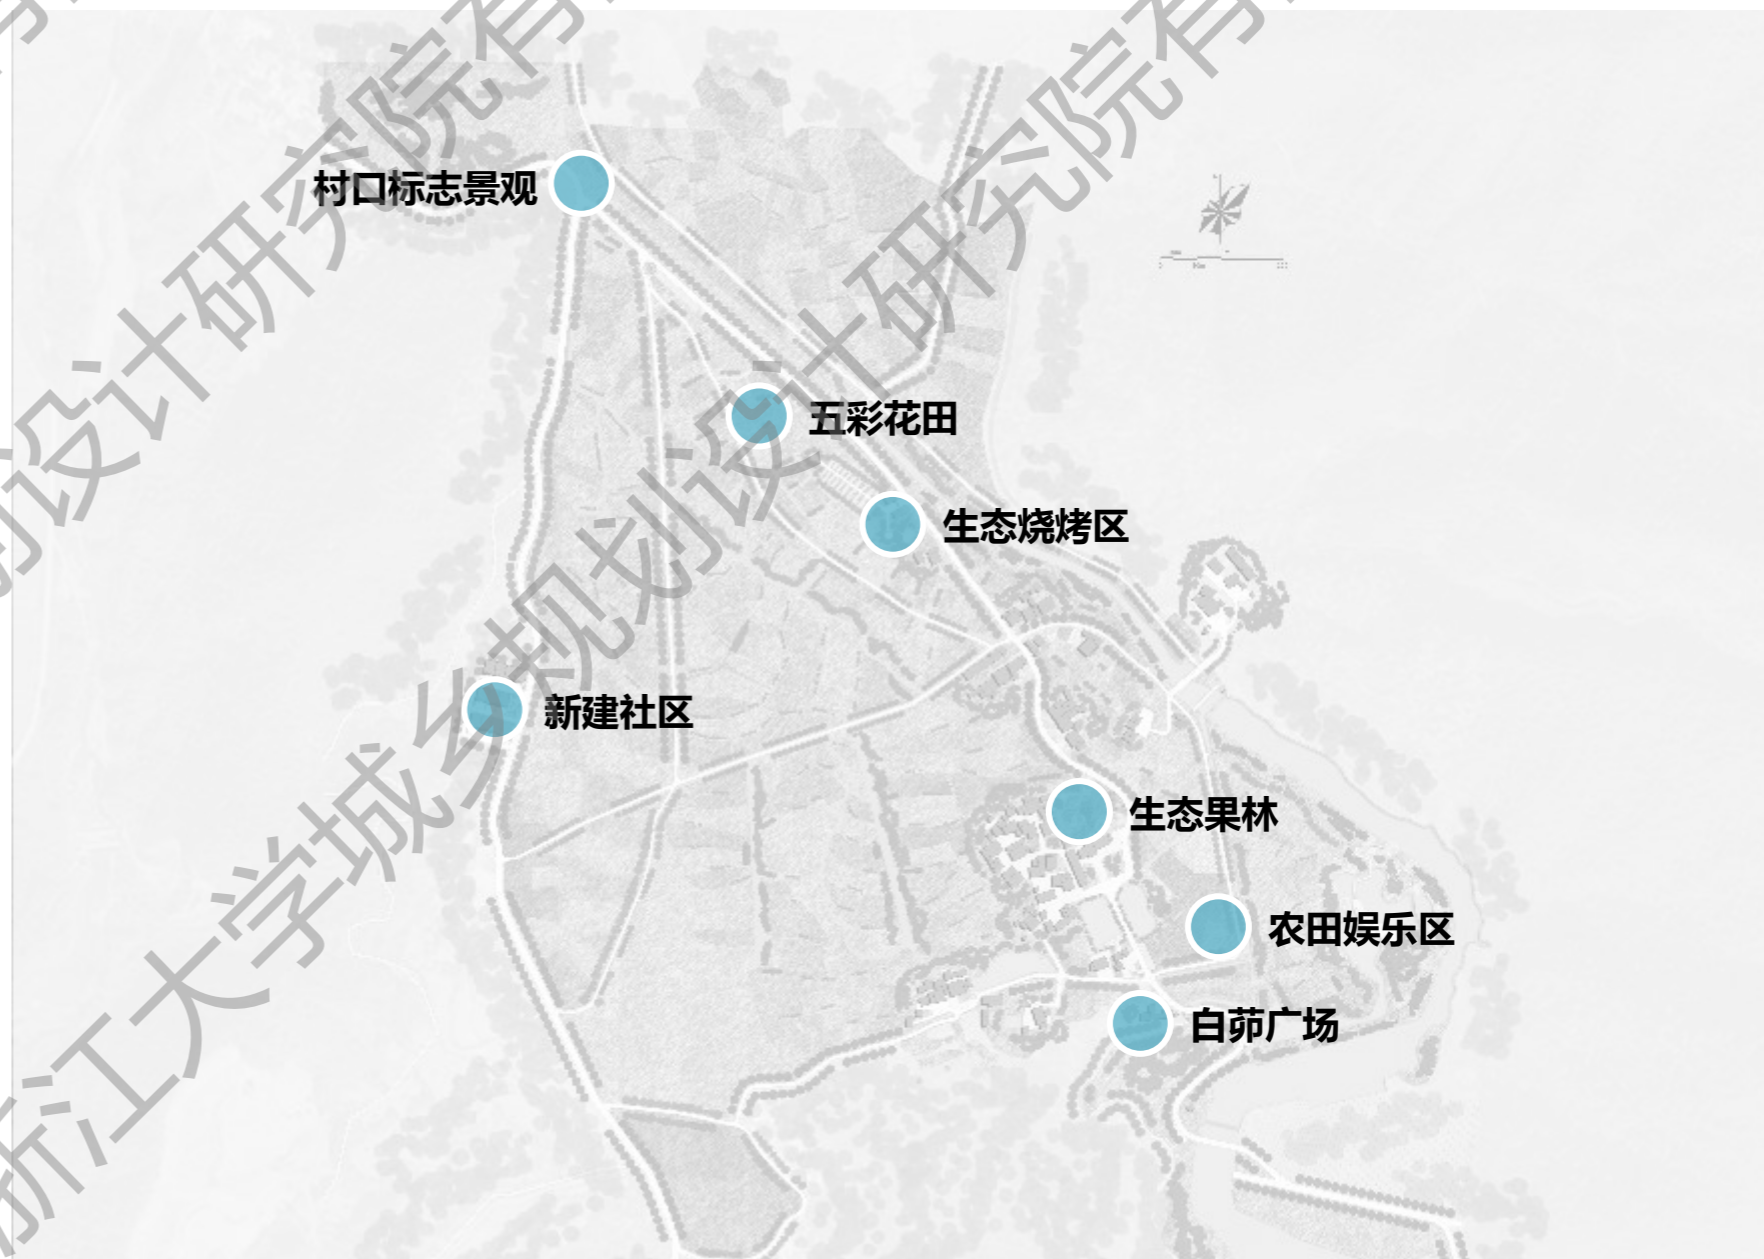 村口标志景观
五彩花田
生态烧烤区
新建社区
生态果林
农田娱乐区
白茆广场
浙江大学城乡规划设计研究院有
划设计研究院有